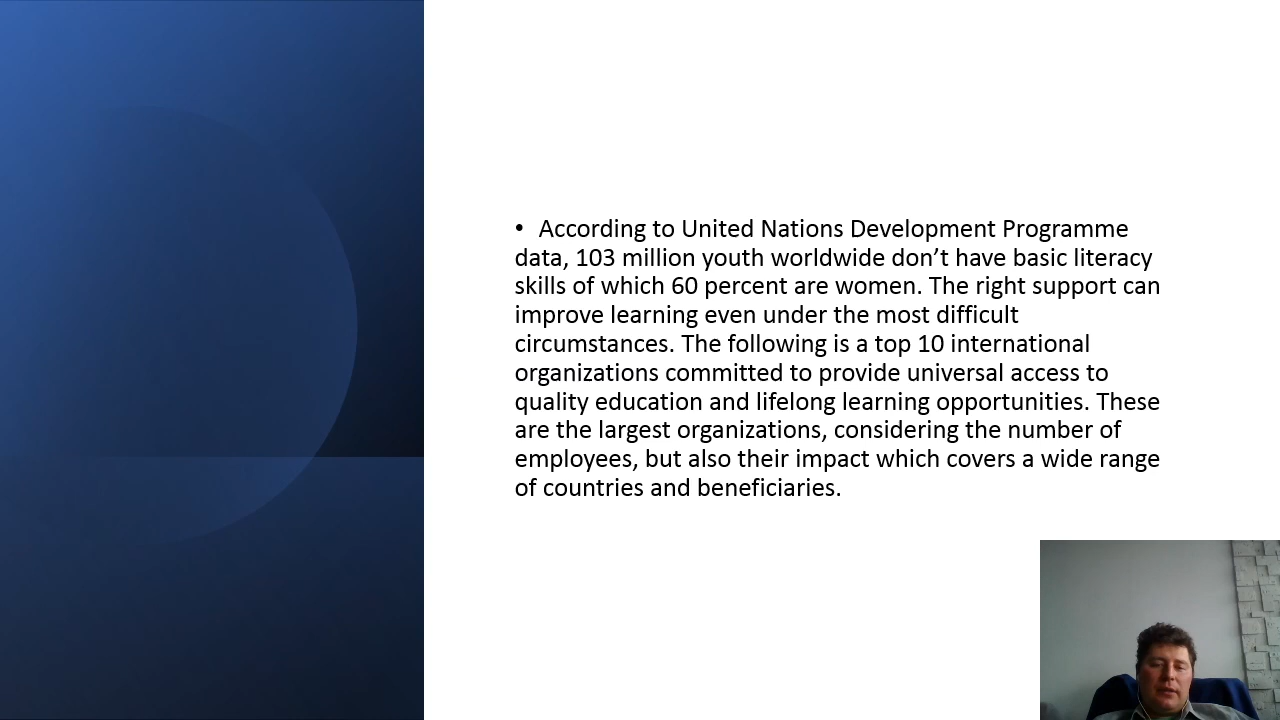 • According to United Nations Development Programme
data, 103 million youth worldwide don’t have basic literacy
skills of which 60 percent are women. The right support can
improve learning even under the most difficult
circumstances. The following is a top 10 international
organizations committed to provide universal access to
quality education and lifelong learning opportunities. These
are the largest organizations, considering the number of
employees, but also their impact which covers a wide range
of countries and beneficiaries.